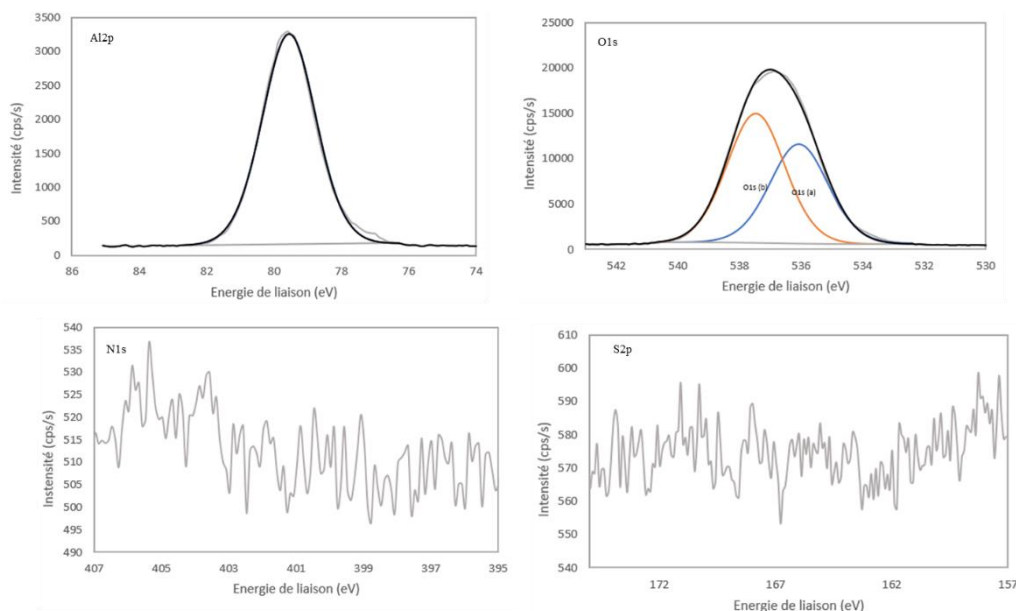 Al2p
Intensité (cps/s)
3500
3000
2500
2000
1500
1000
500
0
86 84 82 80 78 76 74
Energie de liaison (eV)
O1s
Intensité (cps/s)
25000
20000
15000
10000
5000
0
O1s (b) O1s (a)
542 540 538 536 534 532 530
Energie de liaison (eV)
N1s
Instensité (cps/s)
540
535
530
525
520
515
510
505
500
495
490
407 405 403 401 399 397 395
Energie de liaison (eV)
S2p
Intensité (cps/s)
610
600
590
580
570
560
550
540
172 167 162 157
Energie de liaison (eV)